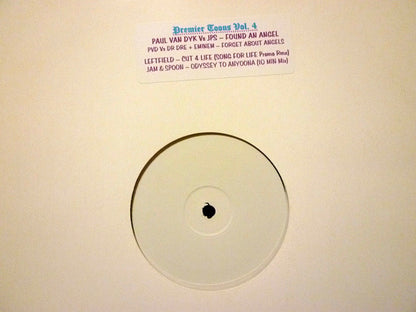 Premier Toons Vol. 4
PAUL VAN DYK Vs JPS – FOUND AN ANGEL
PVD Vs DR DRE + EMINEM – FORGET ABOUT ANGELS
LEFTFIELD – CUT 4 LIFE (SONG FOR LIFE Promo Rmx)
JAM & SPOON – ODYSSEY TO ANYOONA (10 MIN Mix)